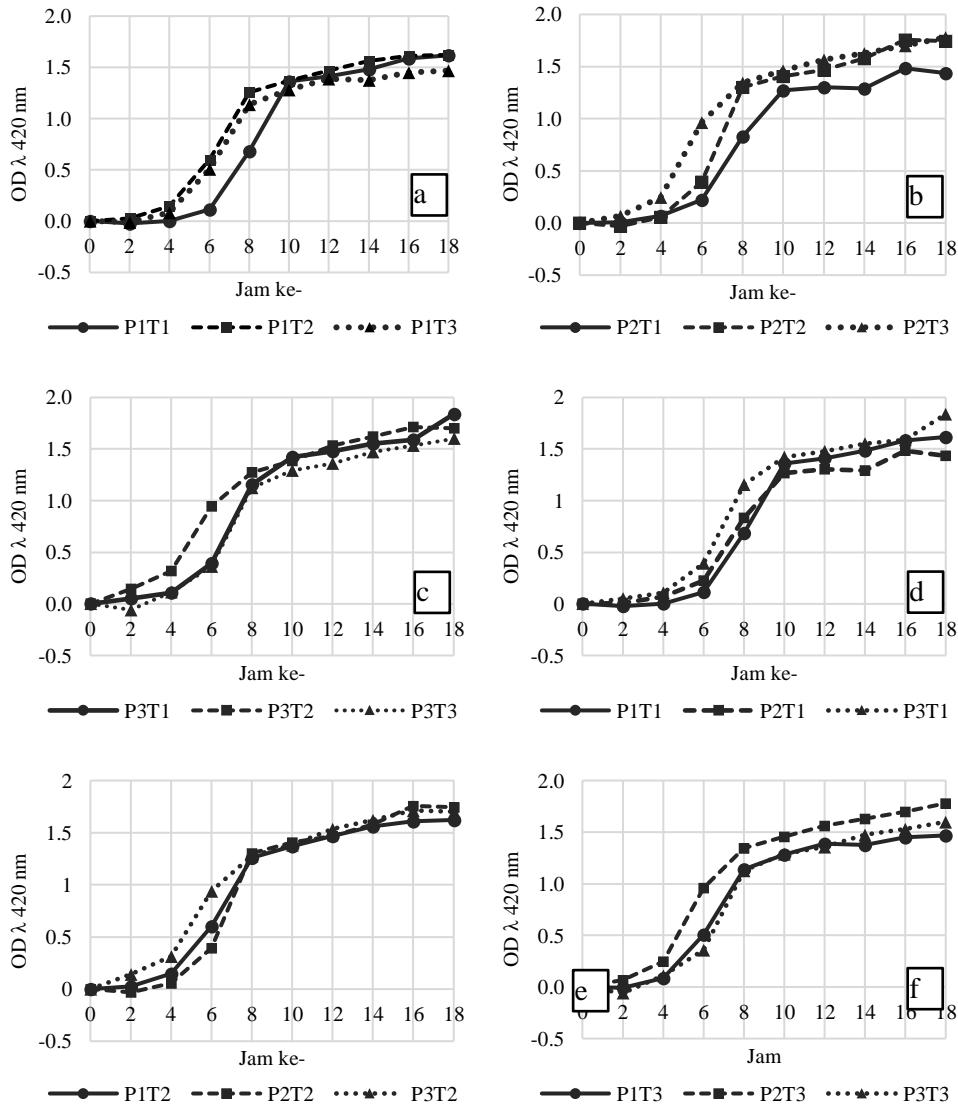 2.0
1.5
1.0
0.5
0.0
-0.5
OD λ 420 nm
0 2 4 6 8 10 12 14 16 18
Jam ke-
a
P1T1 P1T2 P1T3
2.0
1.5
1.0
0.5
0.0
-0.5
OD λ 420 nm
0 2 4 6 8 10 12 14 16 18
Jam ke-
b
P2T1 P2T2 P2T3
2.0
1.5
1.0
0.5
0.0
-0.5
OD λ 420 nm
0 2 4 6 8 10 12 14 16 18
Jam ke-
c
P3T1 P3T2 P3T3
2
1.5
1.0
0.5
0.0
-0.5
OD λ 420 nm
0 2 4 6 8 10 12 14 16 18
Jam ke-
d
P1T1 P2T1 P3T1
2
1.5
1
0.5
0
-0.5
OD λ 420 nm
0 2 4 6 8 10 12 14 16 18
Jam ke-
P1T2 P2T2 P3T2
2.0
1.5
1.0
0.5
0.0
-0.5
OD λ 420 nm
e
0 2 4 6 8 10 12 14 16 18
Jam
f
P1T3 P2T3 P3T3